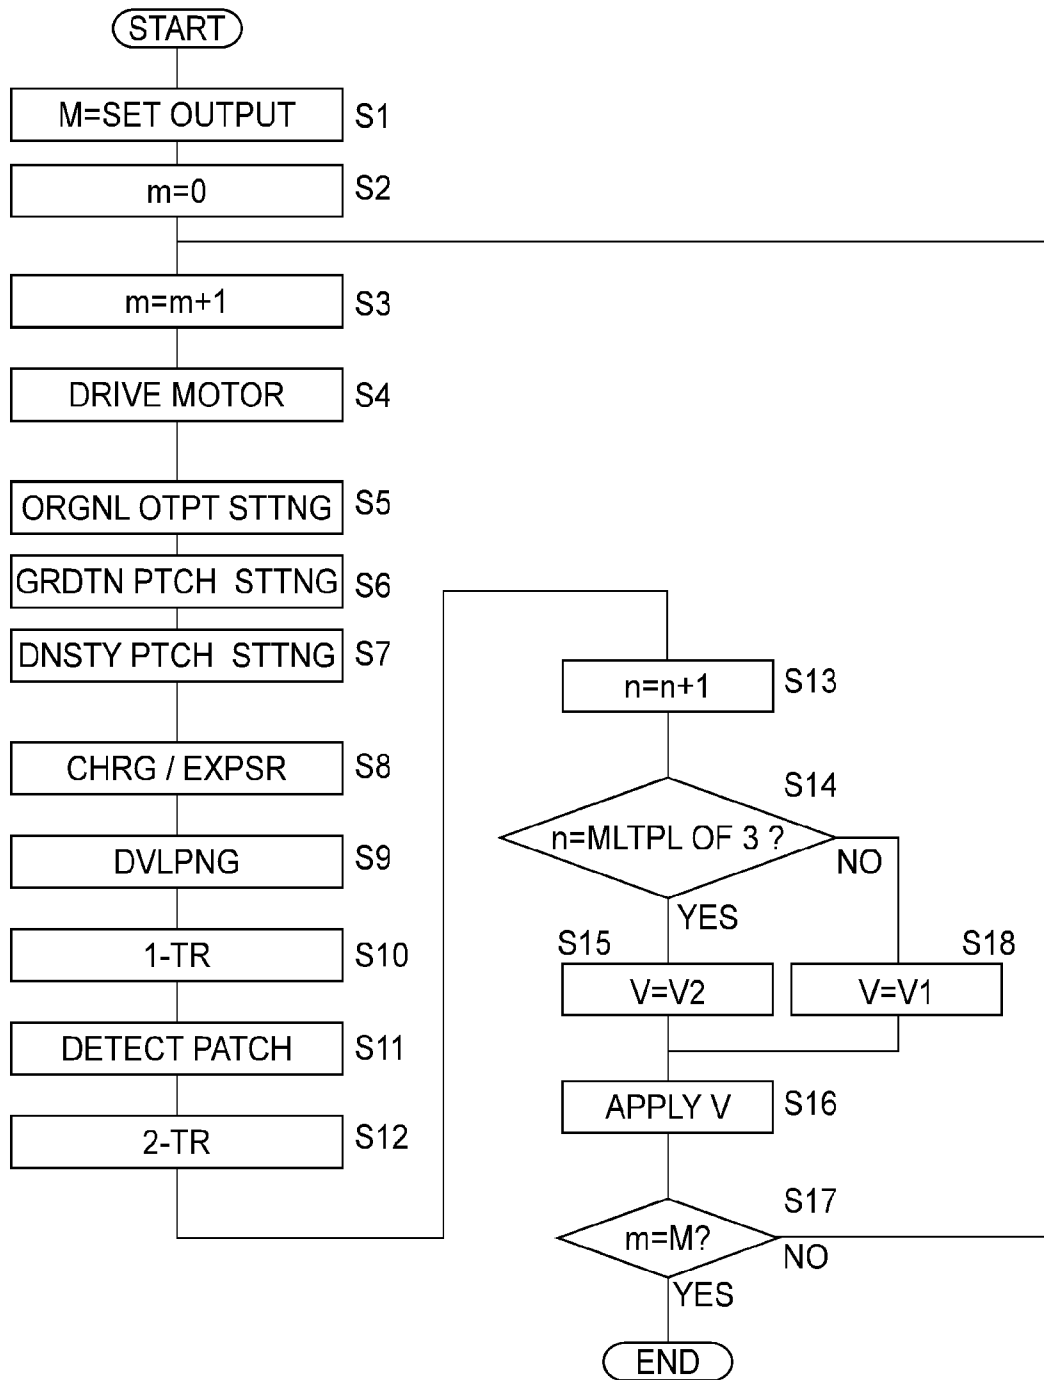 START
M=SET OUTPUT S1
m=0 S2
m=m+1 S3
DRIVE MOTOR S4
ORGNL OTPT STTNG S5
GRDTN PTCH STTNG S6
DNSTY PTCH STTNG S7
CHRG / EXPSR S8
DVLPNG S9
1-TR S10
DETECT PATCH S11
2-TR S12
n=n+1 S13
S14
n=MLTPL OF 3 ?
NO
YES
S15
V=V2
S18
V=V1
APPLY V S16
S17
m=M?
NO
YES
END